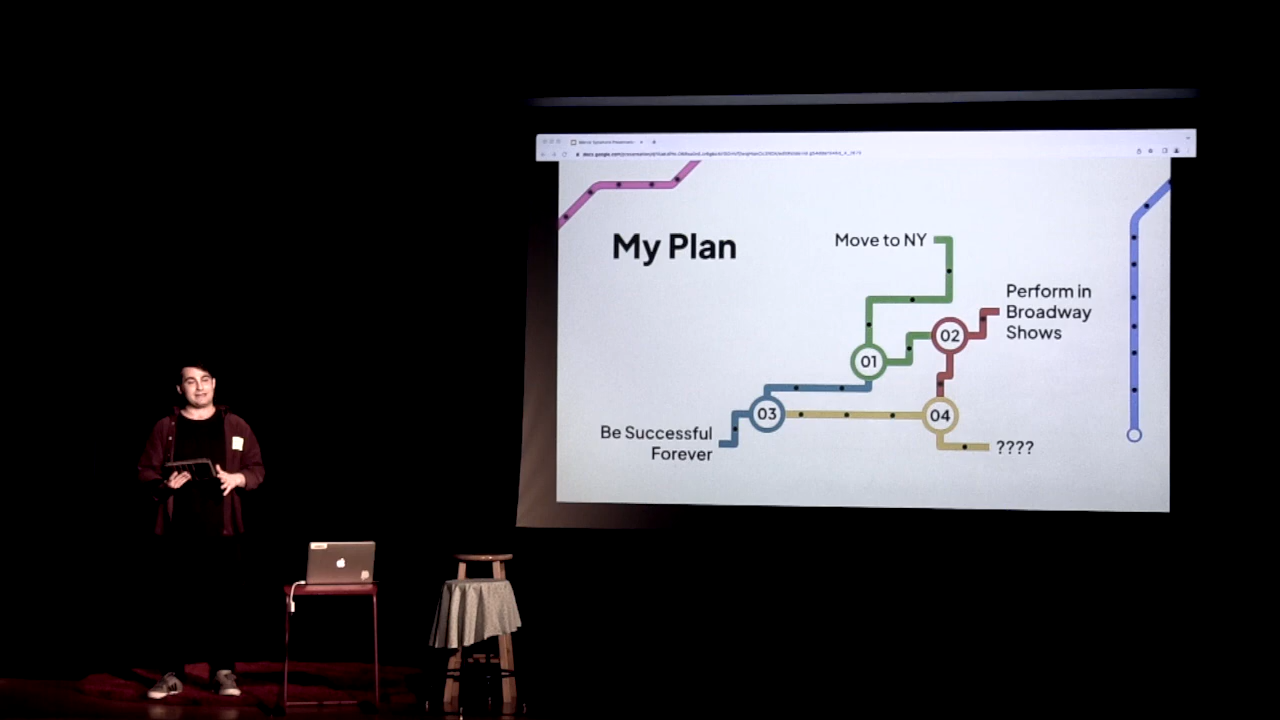 My Plan
Move to NY
Perform in
Broadway
Shows
01
02
03
04
Be Successful
Forever
????